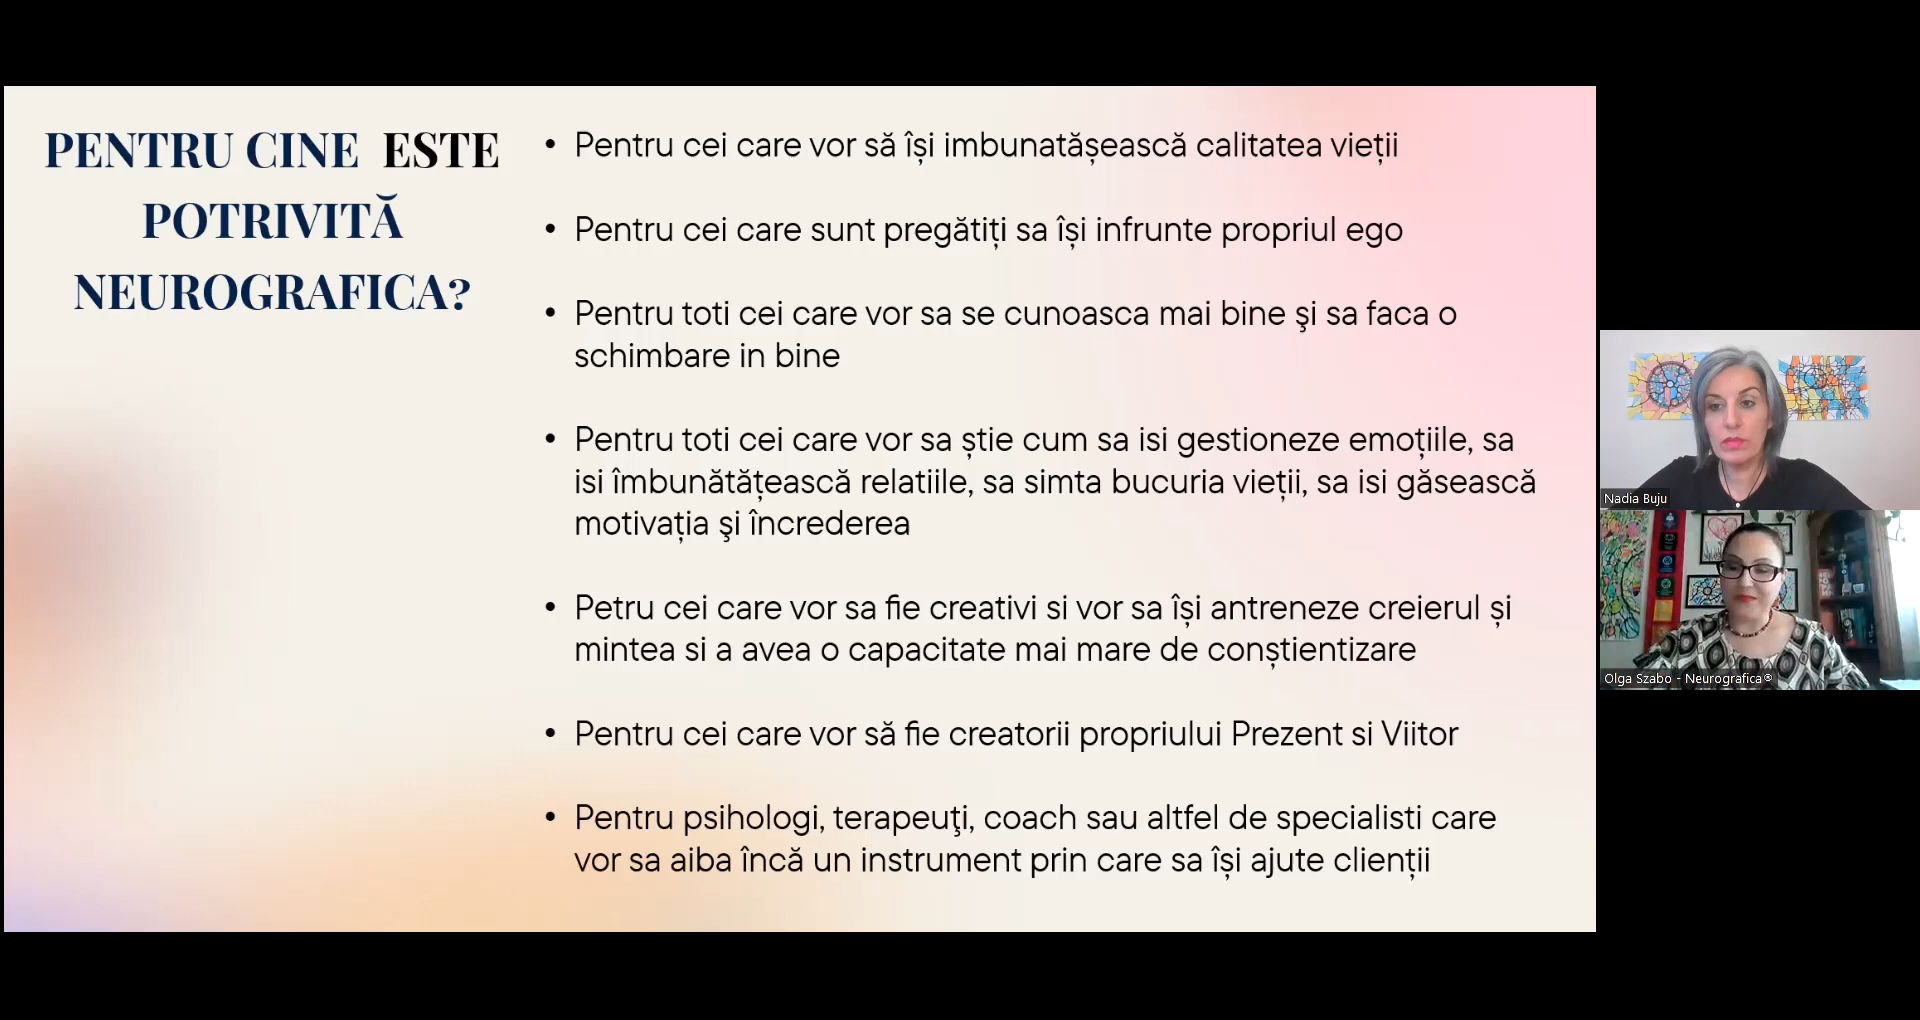 PENTRU CINE ESTE
POTRIVITĂ
NEUROGRAFICA?
• Pentru cei care vor să își imbunatășească calitatea vieții
• Pentru cei care sunt pregătiți sa își infrunte propriul ego
• Pentru toti cei care vor sa se cunoasca mai bine şi sa faca o
schimbare in bine
• Pentru toti cei care vor sa știe cum sa isi gestioneze emoțiile, sa
isi îmbunătățească relatiile, sa simta bucuria vieții, sa isi găsească
motivația şi încrederea
• Petru cei care vor sa fie creativi si vor sa își antreneze creierul și
mintea si a avea o capacitate mai mare de conștientizare
• Pentru cei care vor să fie creatorii propriului Prezent si Viitor
• Pentru psihologi, terapeuţi, coach sau altfel de specialisti care
vor sa aiba încă un instrument prin care sa își ajute clienții
Nadia Buju
Olga Szabo - Neurografica®